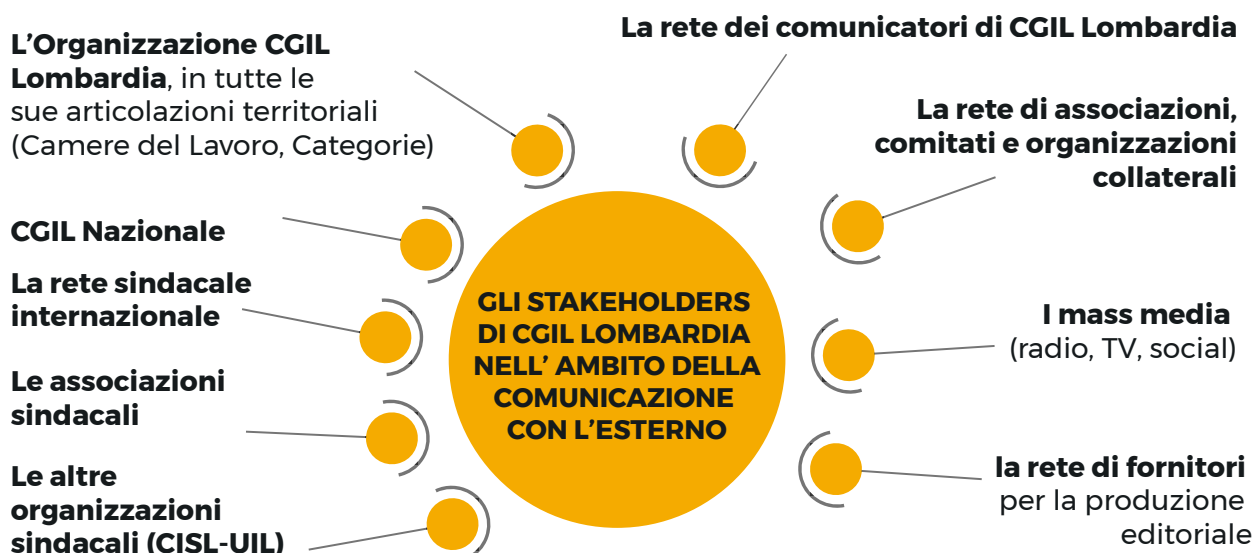 L'Organizzazione CGIL
Lombardia, in tutte le
sue articolazioni territoriali
(Camere del Lavoro, Categorie)
CGIL Nazionale
La rete sindacale
internazionale
Le associazioni
sindacali
Le altre
organizzazioni
sindacali (CISL-UIL)
GLI STAKEHOLDERS
DI CGIL LOMBARDIA
NELL' AMBITO DELLA
COMUNICAZIONE
CON L'ESTERNO
La rete dei comunicatori di CGIL Lombardia
La rete di associazioni,
comitati e organizzazioni
collaterali
I mass media
(radio, TV, social)
la rete di fornitori
per la produzione
editoriale